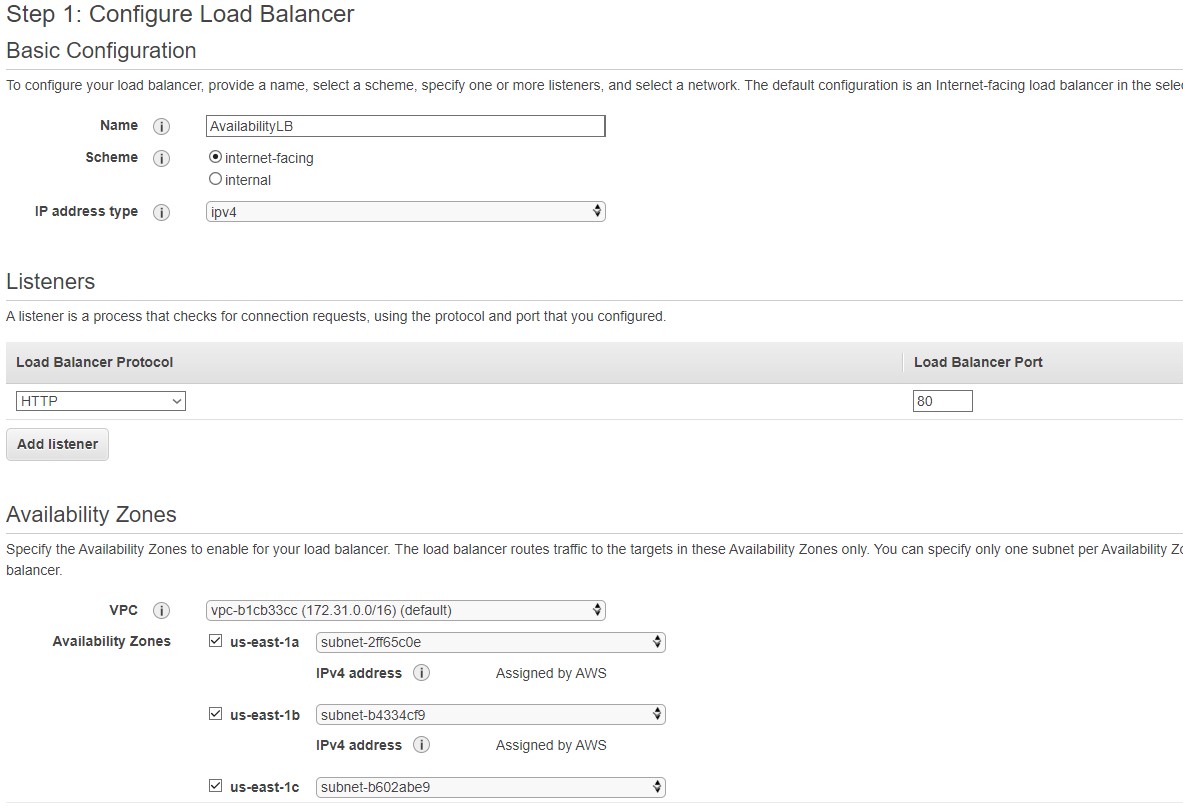 Step 1: Configure Load Balancer
Basic Configuration
To configure your load balancer, provide a name, select a scheme, specify one or more listeners, and select a network. The default configuration is an Internet-facing load balancer in the
Name i AvailabilityLB
Scheme i internet-facing
internal
IP address type i ipv4
Listeners
A listener is a process that checks for connection requests, using the protocol and port that you configured.
Load Balancer Protocol Load Balancer Port
HTTP 80
Add listener
Availability Zones
Specify the Availability Zones to enable for your load balancer. The load balancer routes traffic to the targets in these Availability Zones only. You can specify only one subnet per Availability
balancer.
VPC i vpc-b1cb33cc (172.31.0.0/16) (default)
Availability Zones us-east-1a subnet-2ff65c0e
IPv4 address i Assigned by AWS
us-east-1b subnet-b4334cf9
IPv4 address i Assigned by AWS
us-east-1c subnet-b602abe9